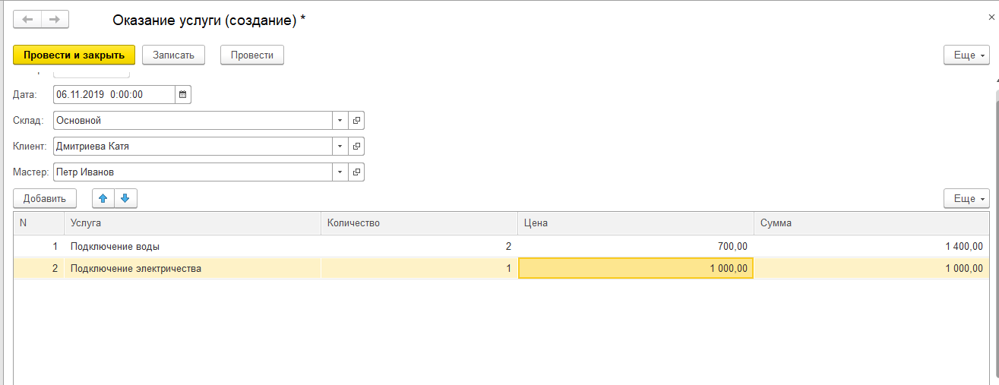 Оказание услуги (создание) *
Провести и закрыть Записать Провести Еще
Дата: 06.11.2019 0:00:00
Склад: Основной
Клиент: Дмитриева Катя
Мастер: Петр Иванов
Добавить Еще
N Услуга Количество Цена Сумма
1 Подключение воды 2 700,00 1 400,00
2 Подключение электричества 1 1 000,00 1 000,00